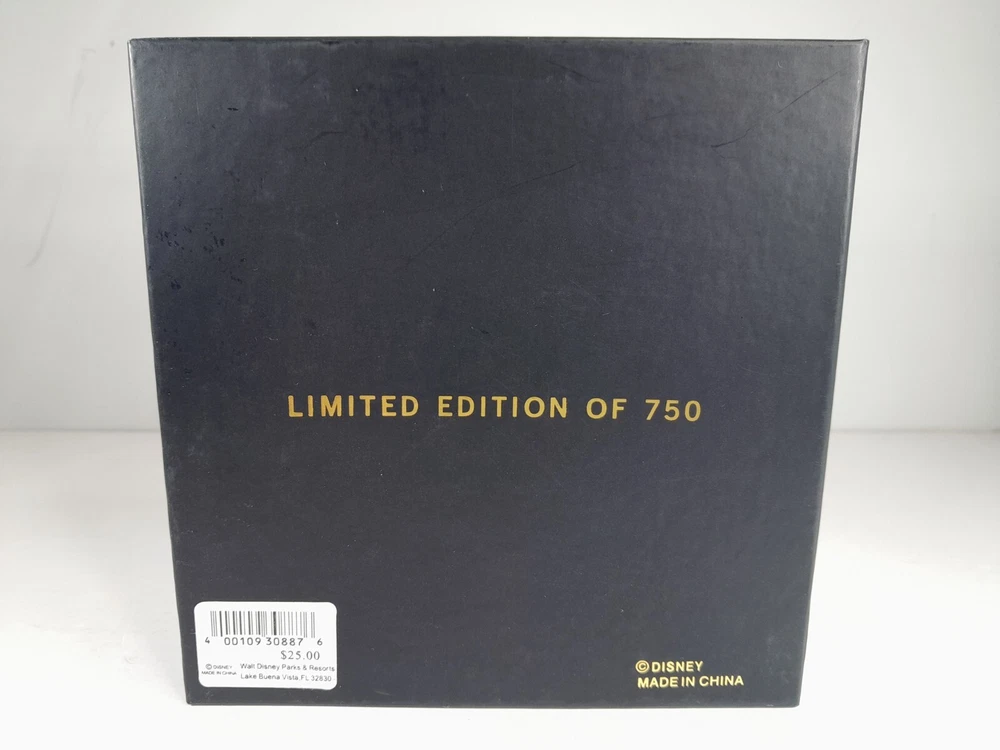 LIMITED EDITION OF 750
4 00109 30887 6
$25.00
©DISNEY
MADE IN CHINA
Walt Disney Parks & Resorts
Lake Buena Vista,FL 32830
©DISNEY
MADE IN CHINA